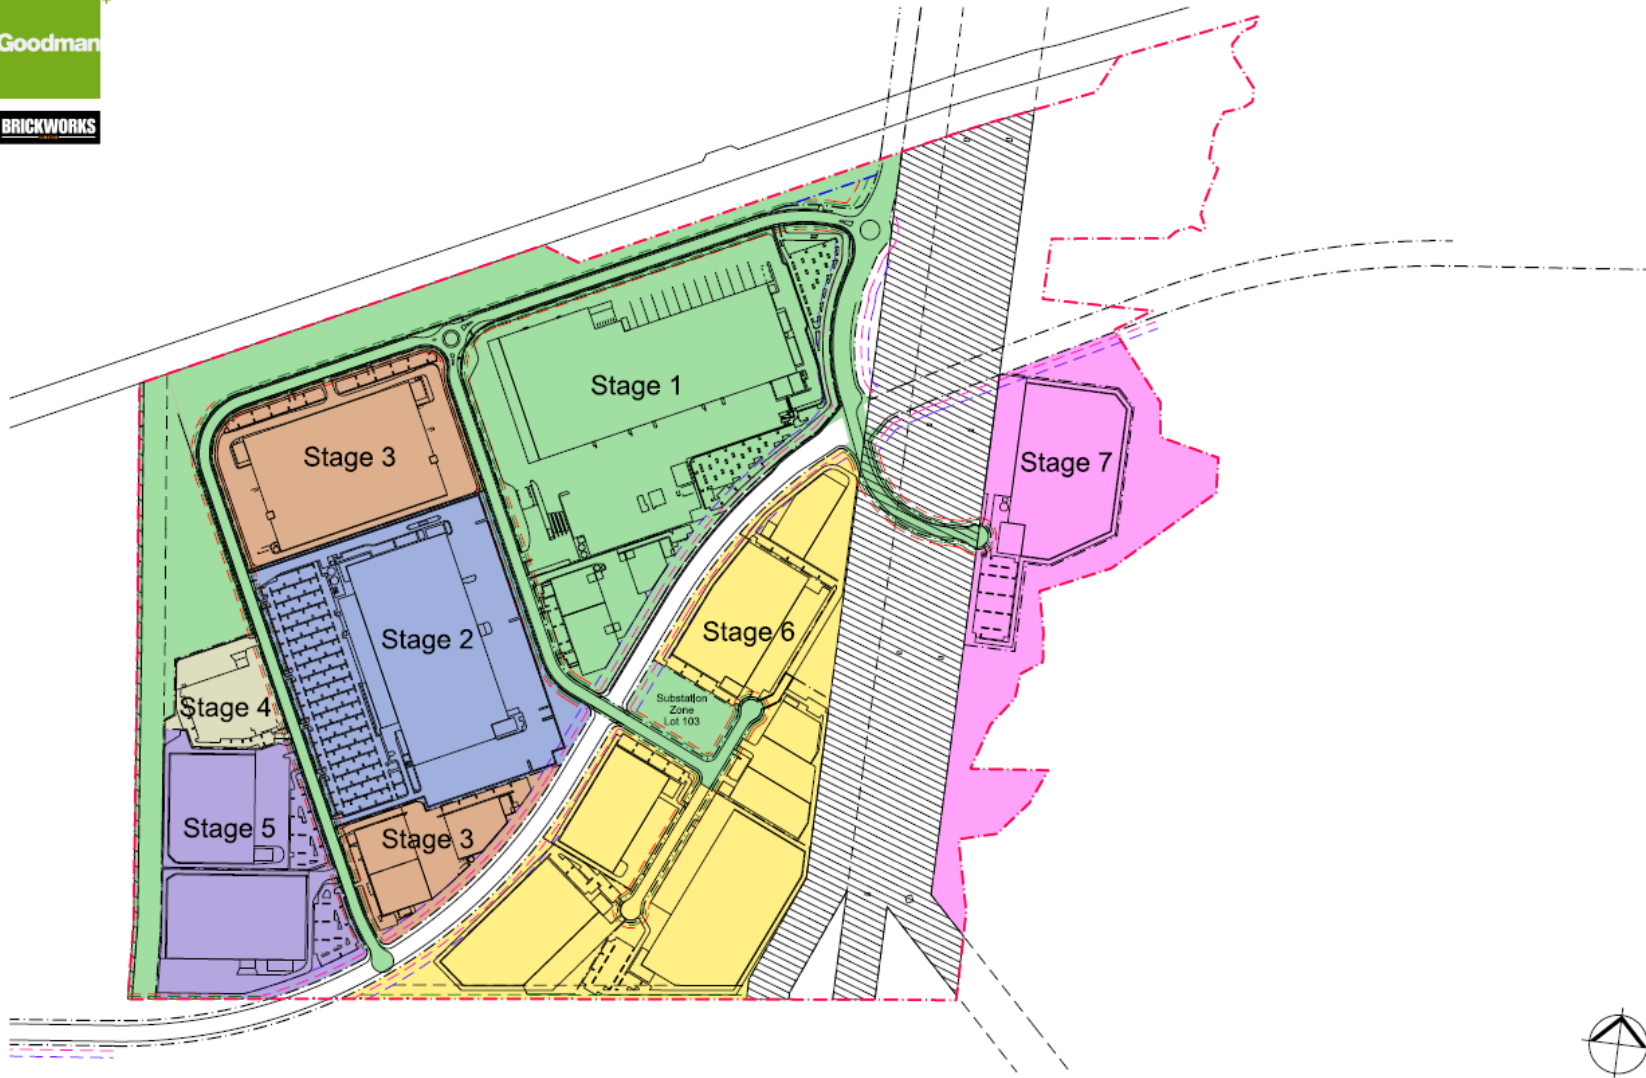 Goodman
BRICKWORKS
Stage 1
Stage 3
Stage 7
Stage 6
Stage 2
Substation
Zone
Lot 103
Stage 4
Stage 5
Stage 3